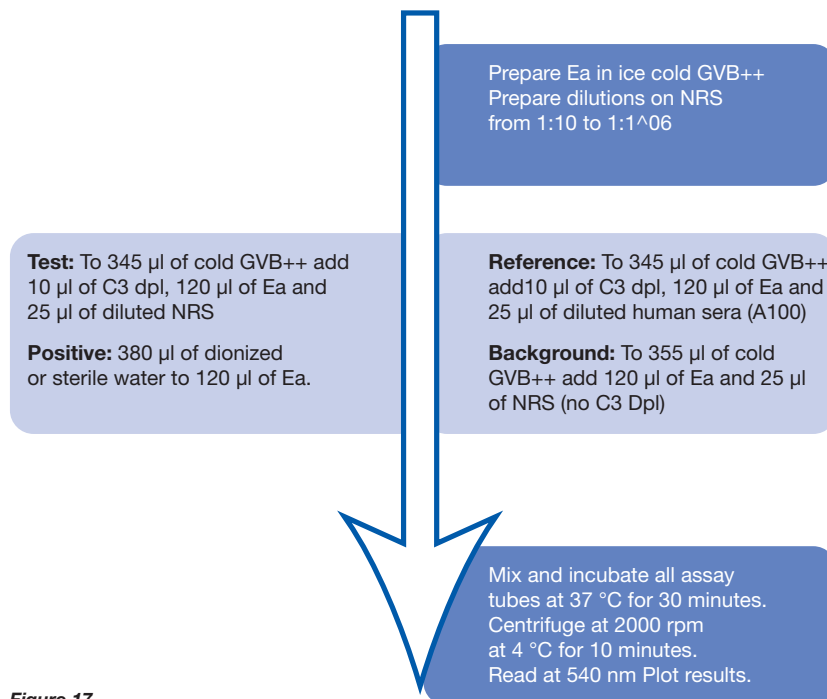 Prepare Ea in ice cold GVB++
Prepare dilutions on NRS
from 1:10 to 1:1^06
Test: To 345 µl of cold GVB++ add
10 µl of C3 dpl, 120 µl of Ea and
25 µl of diluted NRS
Positive: 380 µl of dionized
or sterile water to 120 µl of Ea.
Reference: To 345 µl of cold GVB++
add10 µl of C3 dpl, 120 µl of Ea and
25 µl of diluted human sera (A100)
Background: To 355 µl of cold
GVB++ add 120 µl of Ea and 25 µl
of NRS (no C3 Dpl)
Mix and incubate all assay
tubes at 37 °C for 30 minutes.
Centrifuge at 2000 rpm
at 4 °C for 10 minutes.
Read at 540 nm Plot results.
Figure 17